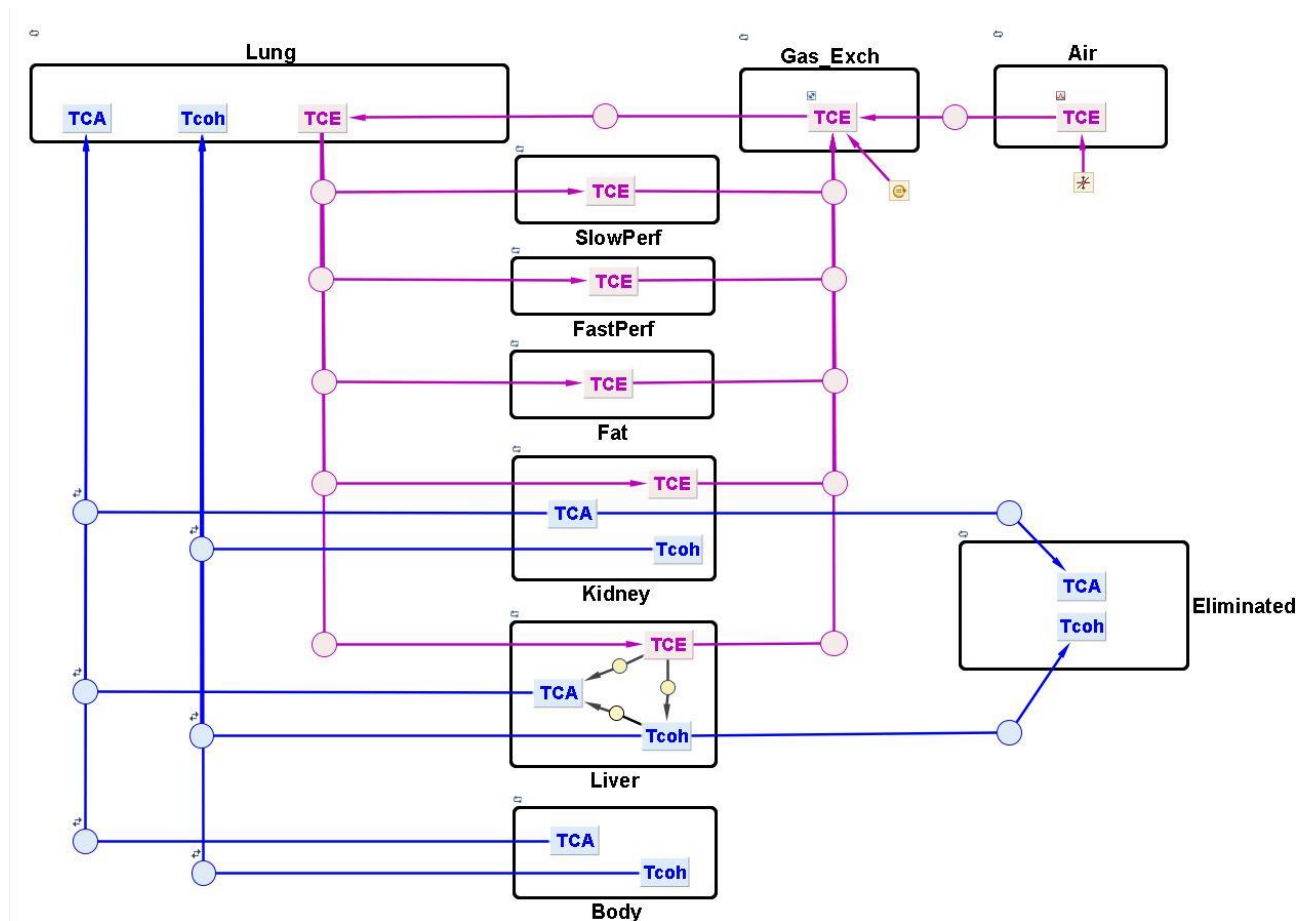 Lung
Gas_Exch
Air
TCA
Tcoh
TCE
TCE
TCE
TCE
SlowPerf
TCE
FastPerf
TCE
Fat
TCE
TCA
Tcoh
Kidney
TCA
Tcoh
Eliminated
TCE
TCA
Tcoh
Liver
TCA
Tcoh
Body